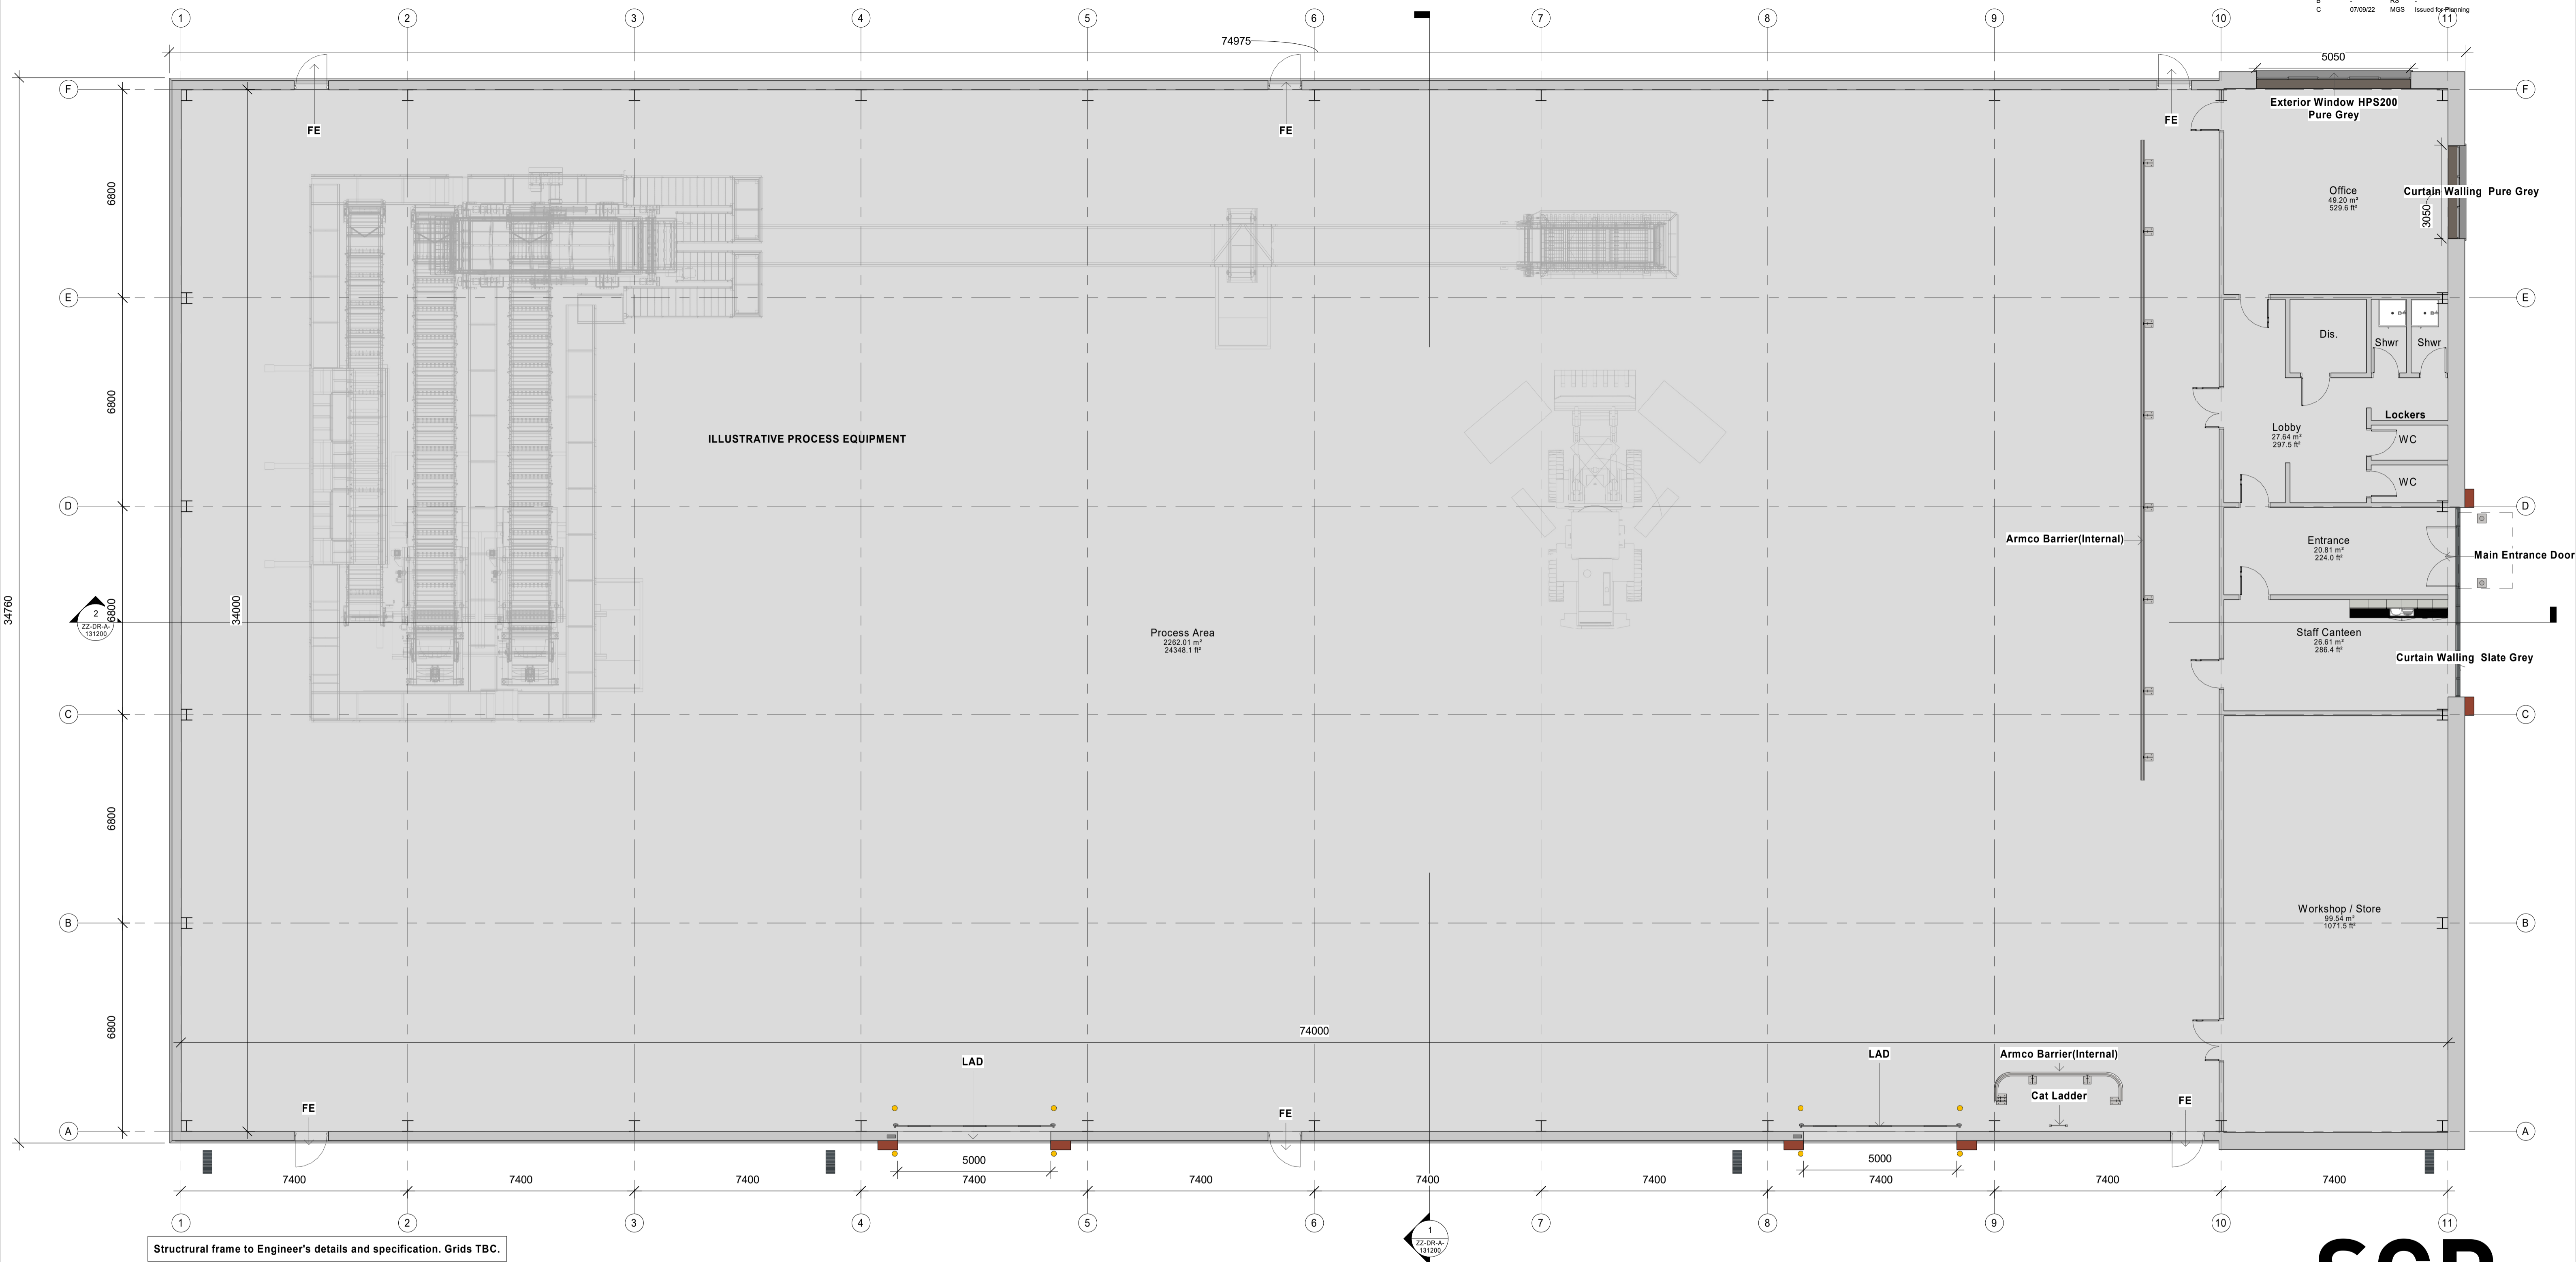 B - RS -
C 07/09/22 MGS Issued for Planning
1 2 3 4 5 6 7 8 9 10 11
74975
5050
F F
Exterior Window HPS200
Pure Grey
FE FE FE
6800
Office
49.20 m²
529.6 ft²
Curtain Walling Pure Grey
3050
E E
Dis.
Shwr Shwr
6800
Lockers
Lobby
27.64 m²
297.5 ft²
WC
ILLUSTRATIVE PROCESS EQUIPMENT
WC
D D
Armco Barrier(Internal)
Entrance
20.81 m²
224.0 ft²
Main Entrance Door
34760
6800
34000
2
ZZ-DR-A-
131200
Process Area
2262.01 m²
24348.1 ft²
Staff Canteen
26.61 m²
286.4 ft²
Curtain Walling Slate Grey
C C
6800
Workshop / Store
99.54 m²
1071.5 ft²
B B
6800
74000
LAD LAD
Armco Barrier(Internal)
Cat Ladder
FE FE FE
A A
5000 5000
7400 7400 7400 7400 7400 7400 7400 7400 7400 7400
1 2 3 4 5 6 7 8 9 10 11
1
ZZ-DR-A-
131200
Structrural frame to Engineer's details and specification. Grids TBC.